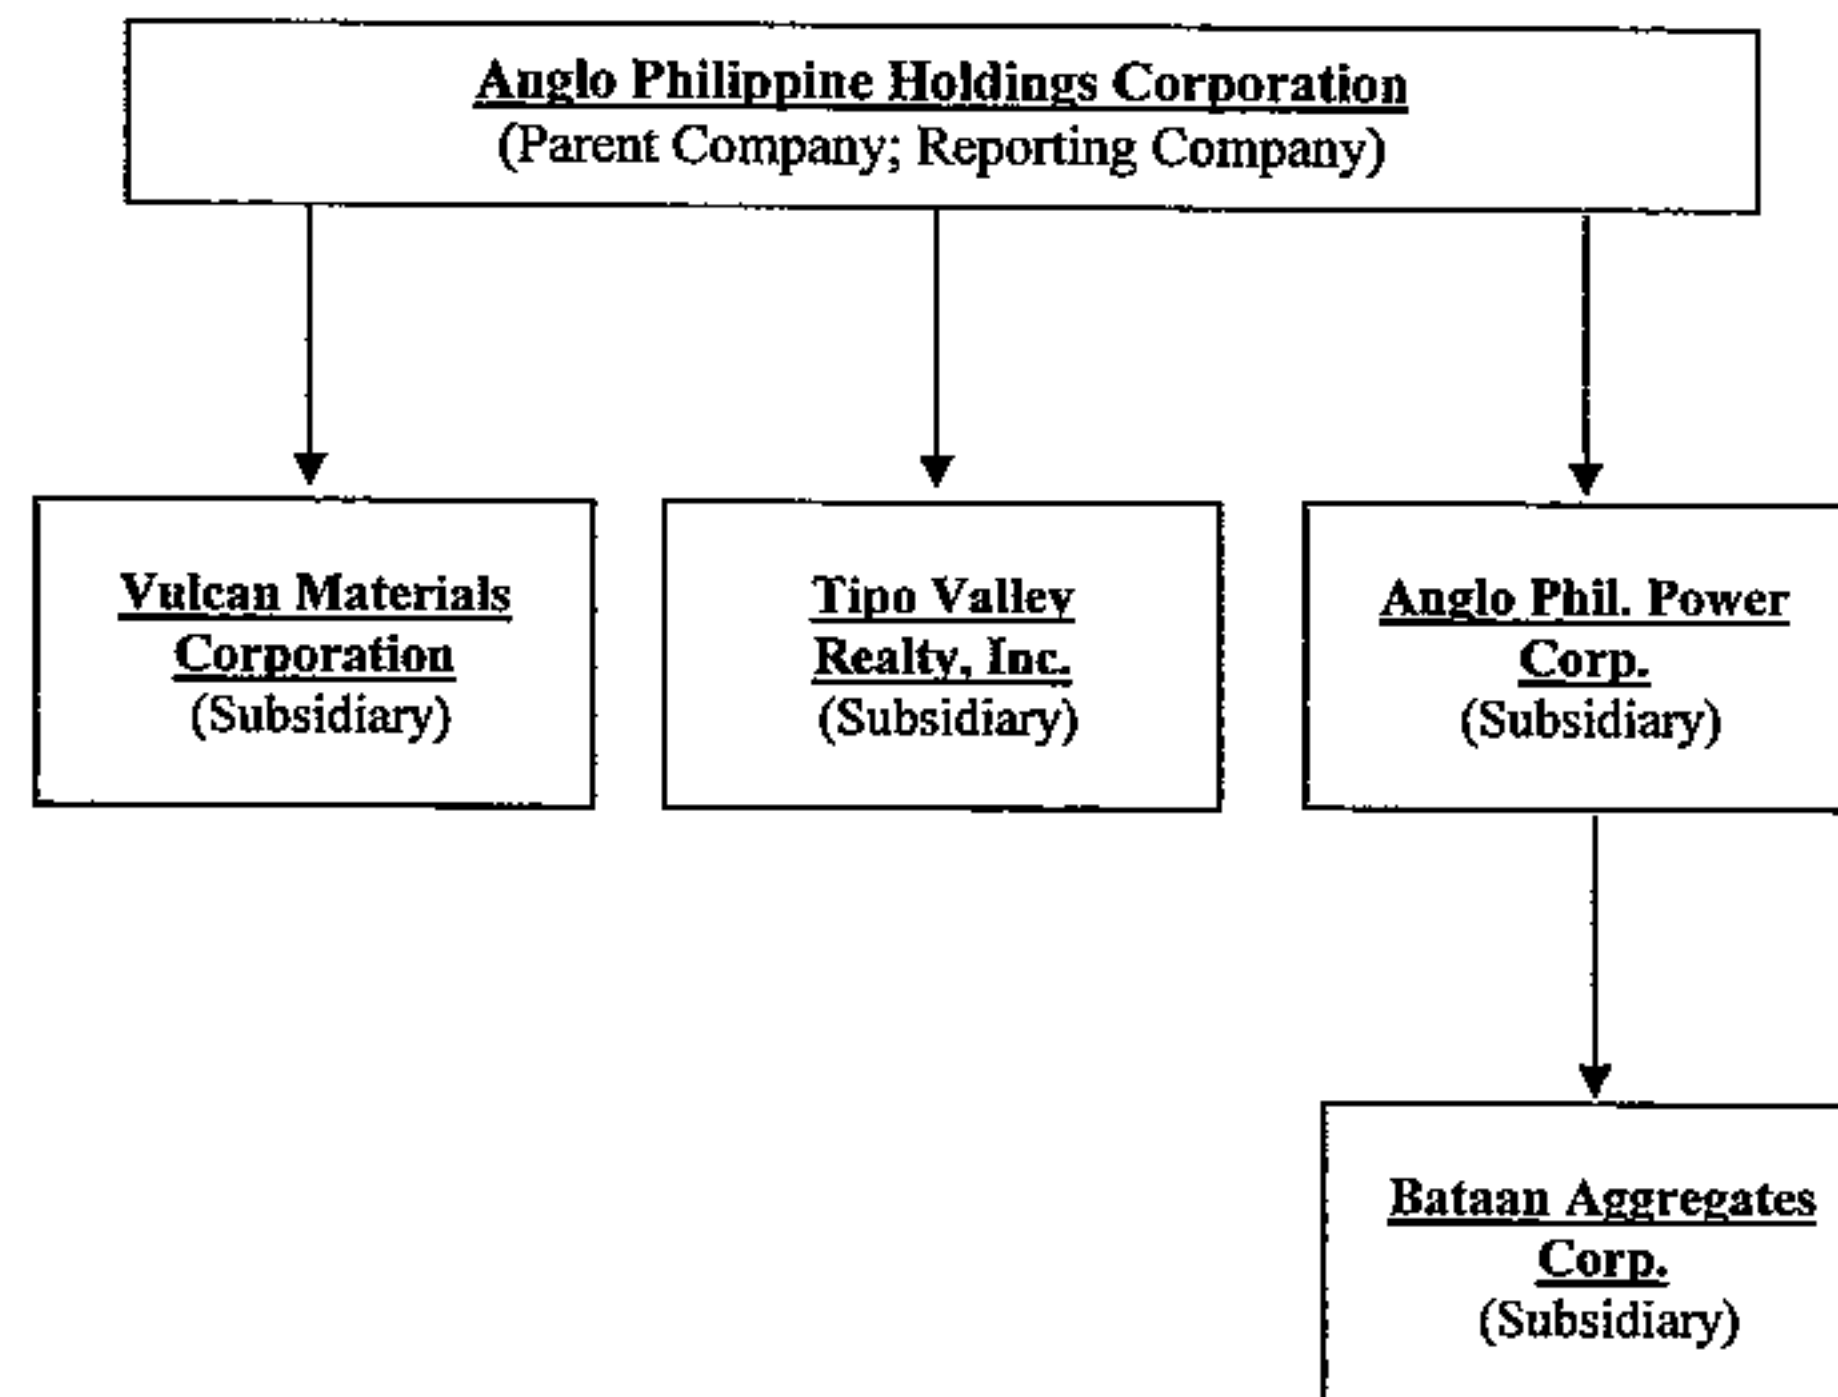 Anglo Philippine Holdings Corporation
(Parent Company; Reporting Company)
Vulcan Materials
Corporation
(Subsidiary)
Tipo Valley
Realty, Inc.
(Subsidiary)
Anglo Phil. Power
Corp.
(Subsidiary)
Bataan Aggregates
Corp.
(Subsidiary)